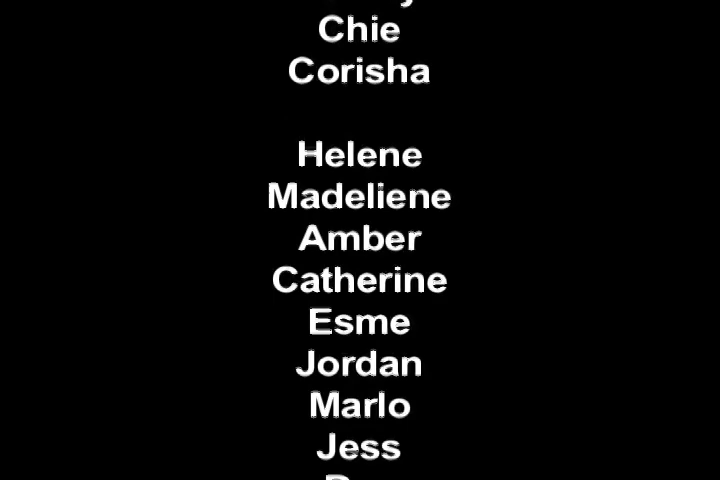 Chie
Corisha
Helene
Madeliene
Amber
Catherine
Esme
Jordan
Marlo
Jess